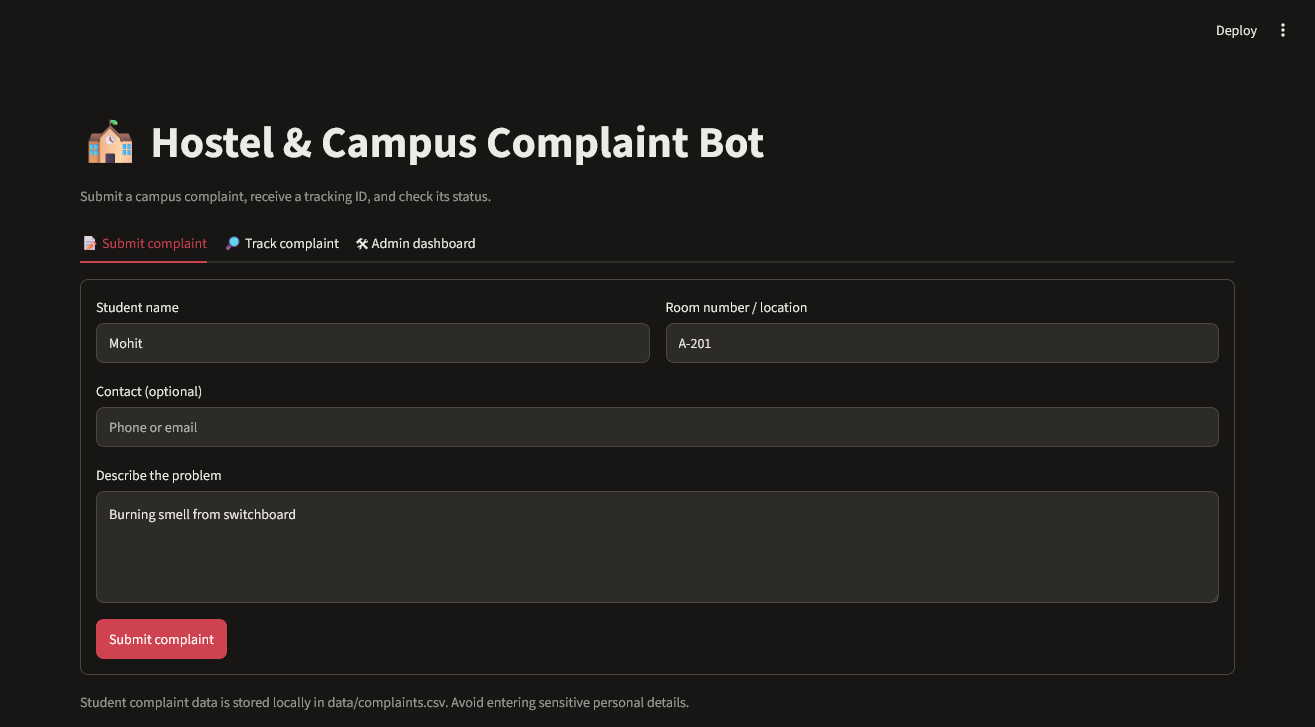 Deploy
Hostel & Campus Complaint Bot
Submit a campus complaint, receive a tracking ID, and check its status.
Submit complaint Track complaint Admin dashboard
Student name Room number / location
Mohit A-201
Contact (optional)
Phone or email
Describe the problem
Burning smell from switchboard
Submit complaint
Student complaint data is stored locally in data/complaints.csv. Avoid entering sensitive personal details.